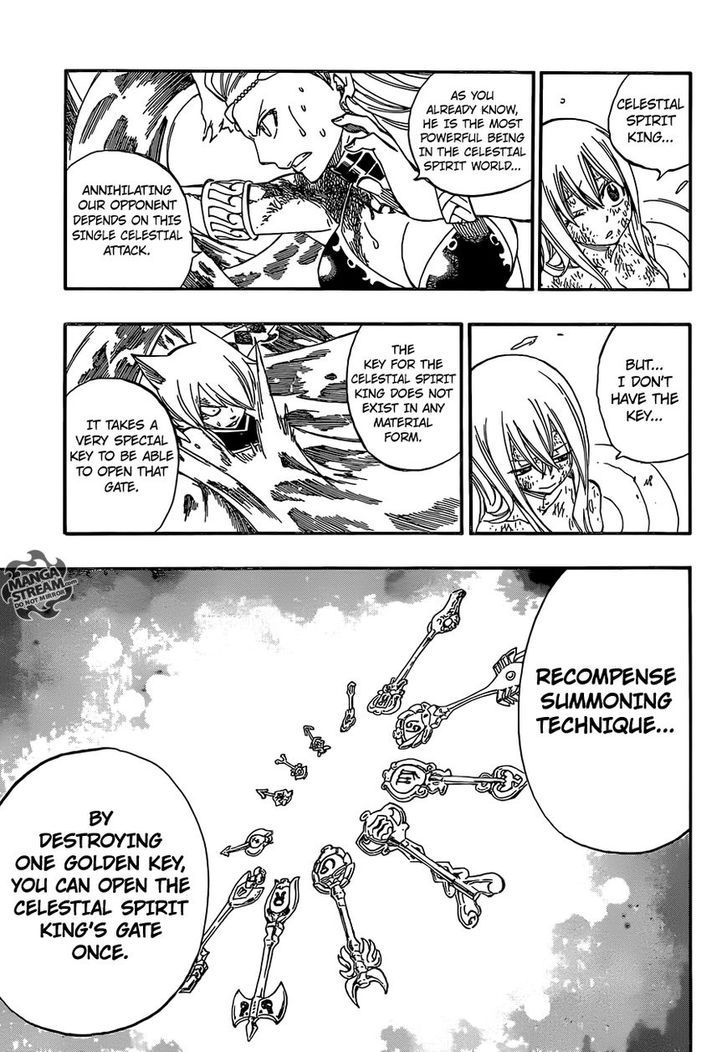 CELESTIAL
SPIRIT
KING...
AS YOU
ALREADY KNOW,
HE IS THE MOST
POWERFUL BEING
IN THE CELESTIAL
SPIRIT WORLD...
ANNIHILATING
OUR OPPONENT
DEPENDS ON THIS
SINGLE CELESTIAL
ATTACK.
BUT...
I DON'T
HAVE THE
KEY...
THE
KEY FOR THE
CELESTIAL SPIRIT
KING DOES NOT
EXIST IN ANY
MATERIAL
FORM.
IT TAKES A
VERY SPECIAL
KEY TO BE ABLE
TO OPEN THAT
GATE.
MANGA
STREAM.com
DO NOT MIRROR
RECOMPENSE
SUMMONING
TECHNIQUE...
BY
DESTROYING
ONE GOLDEN KEY,
YOU CAN OPEN THE
CELESTIAL SPIRIT
KING'S GATE
ONCE.